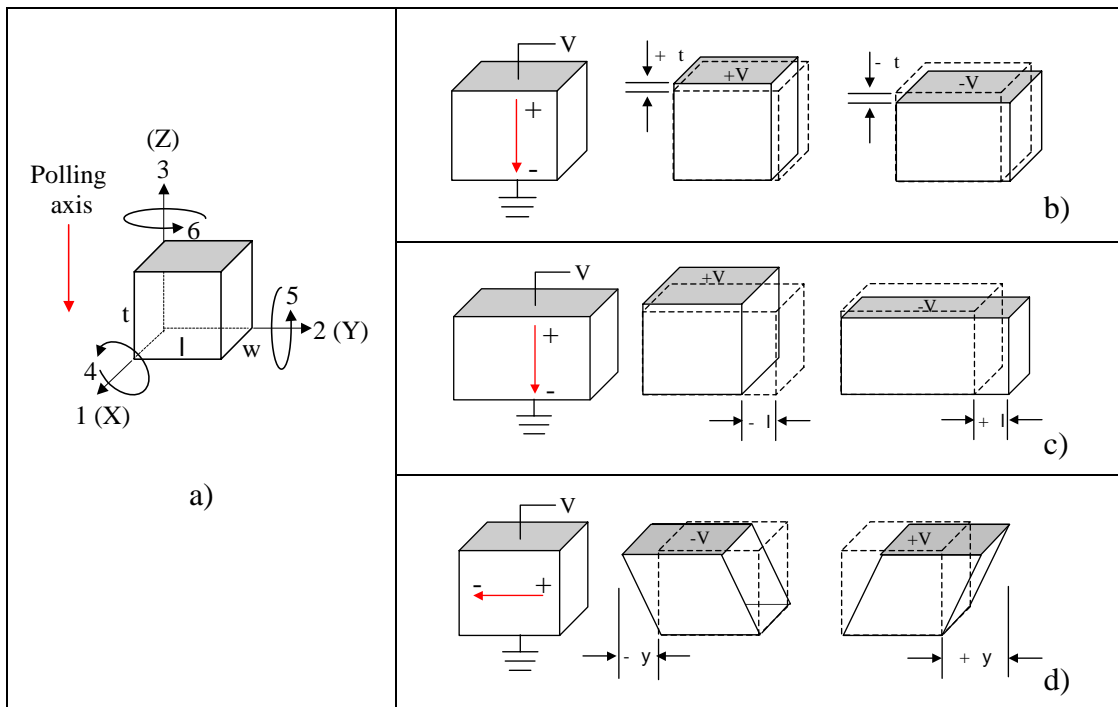 (Z)
3
Polling
axis
6
t
5
2 (Y)
l
w
4
1 (X)
a)
V
+
-
+ t
+V
- t
-V
b)
V
+
-
+V
- l
-V
+ l
c)
V
- +
-V
- y
+V
+ y
d)